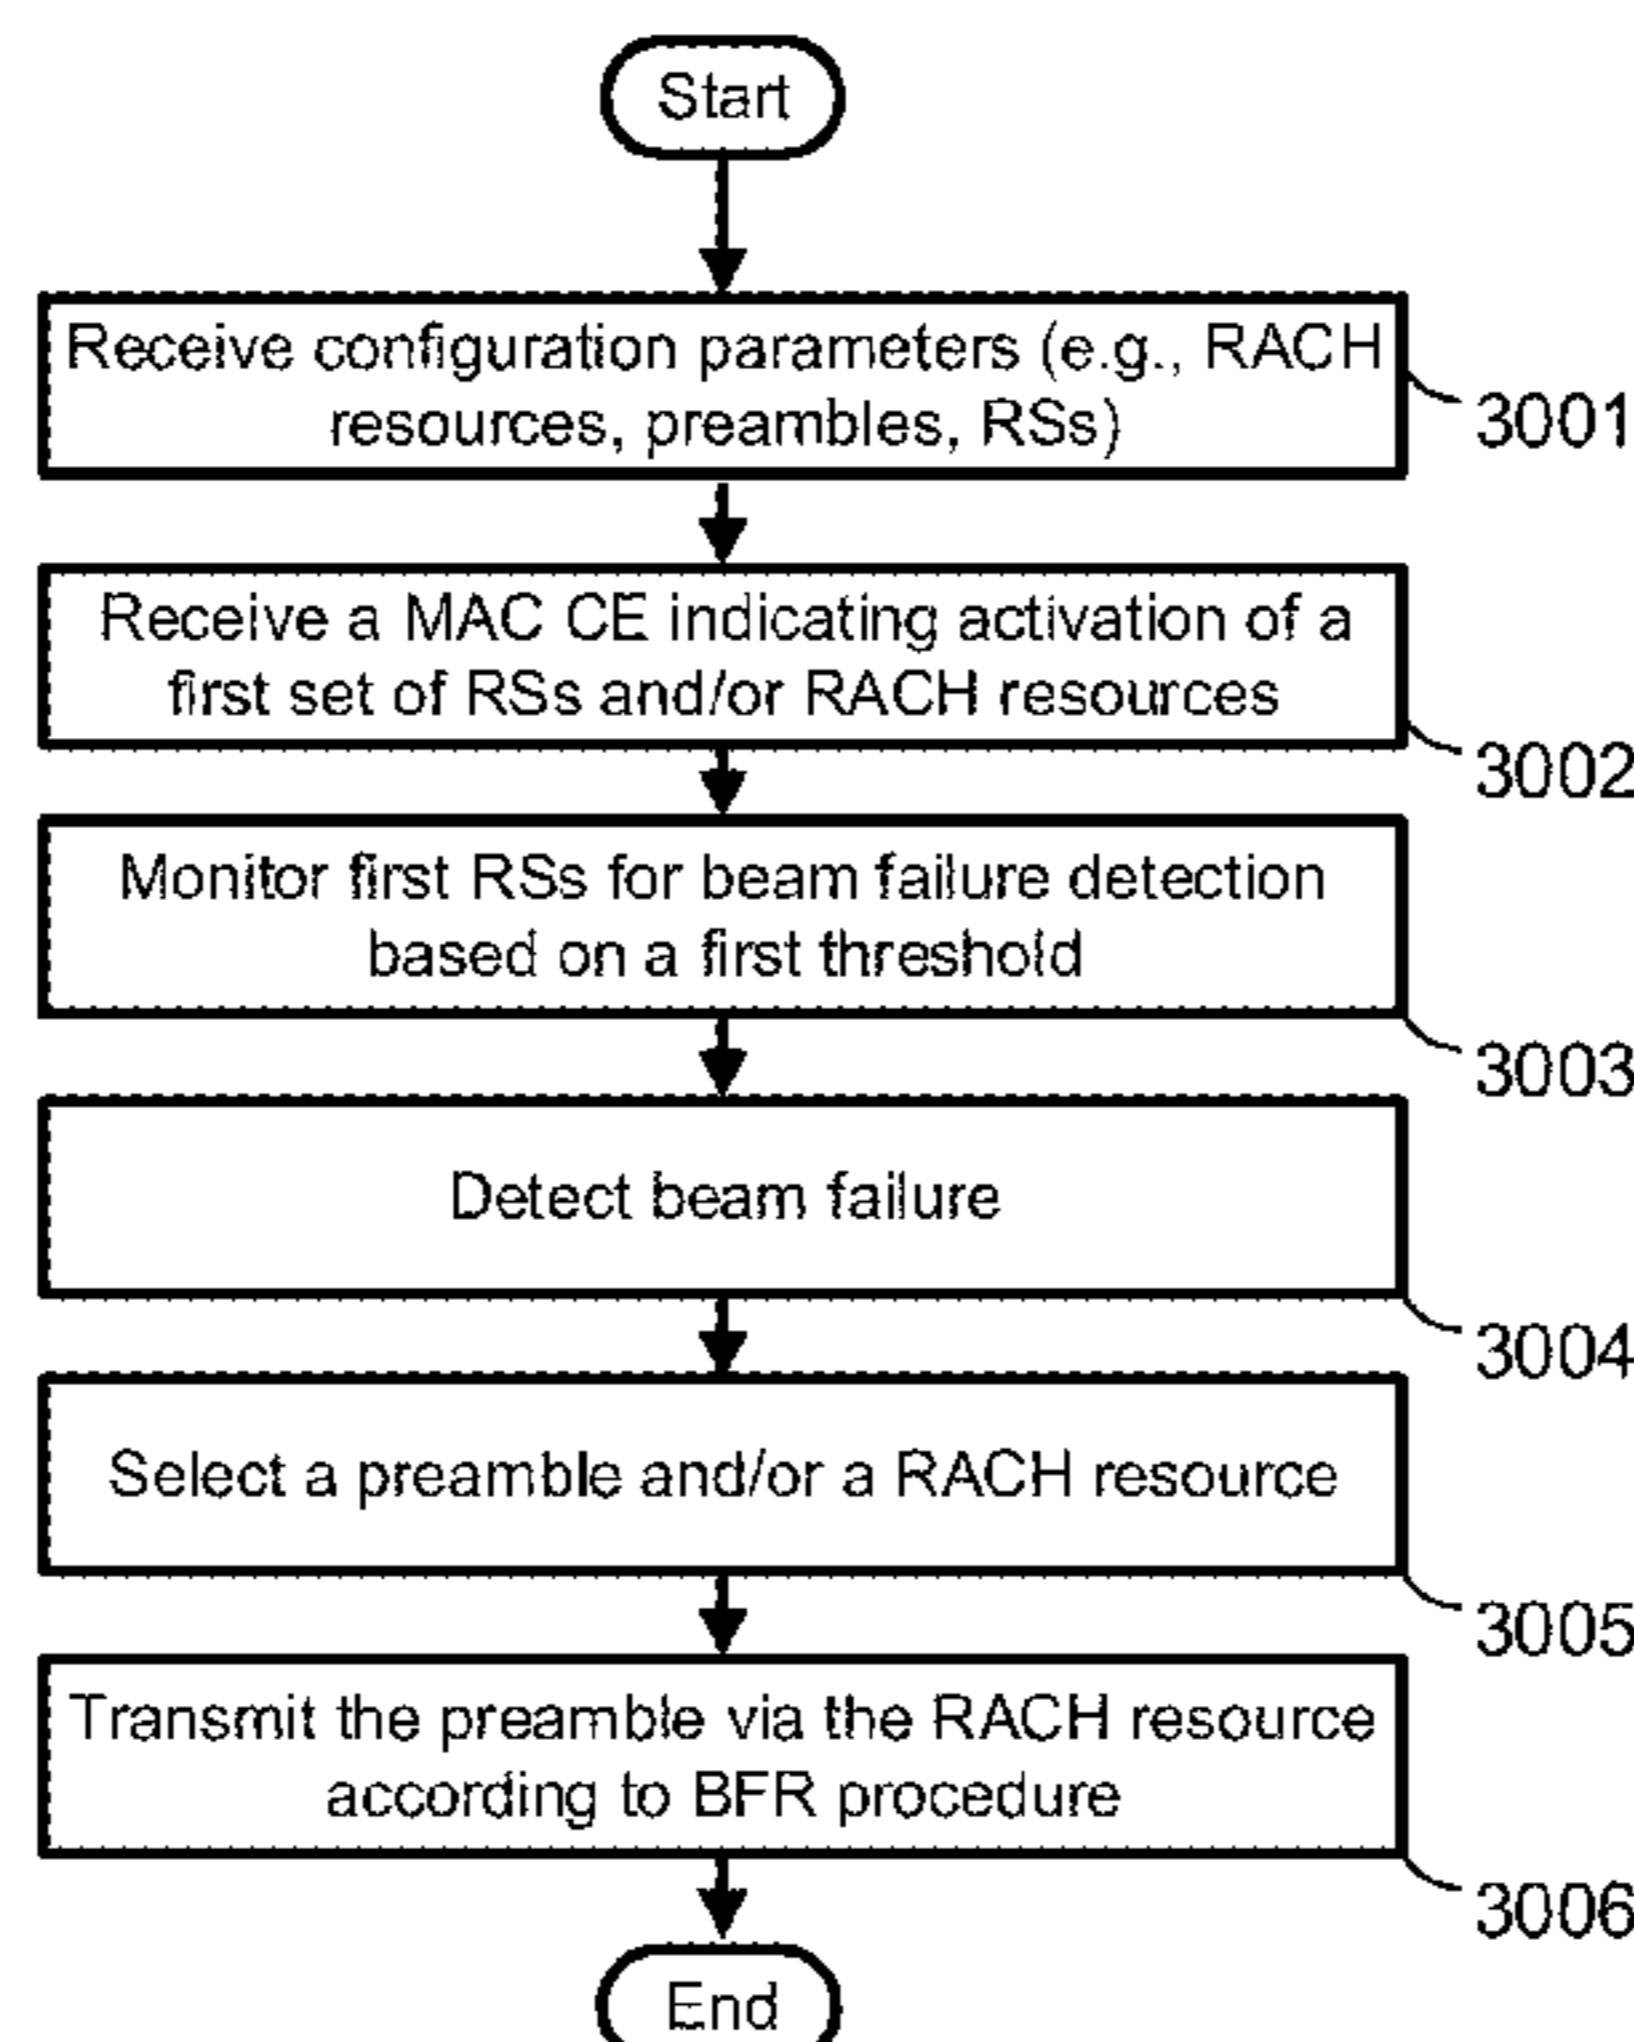 Start
Receive configuration parameters (e.g., RACH
resources, preambles, RSs)
3001
Receive a MAC CE indicating activation of a
first set of RSs and/or RACH resources
3002
Monitor first RSs for beam failure detection
based on a first threshold
3003
Detect beam failure
3004
Select a preamble and/or a RACH resource
3005
Transmit the preamble via the RACH resource
according to BFR procedure
3006
End